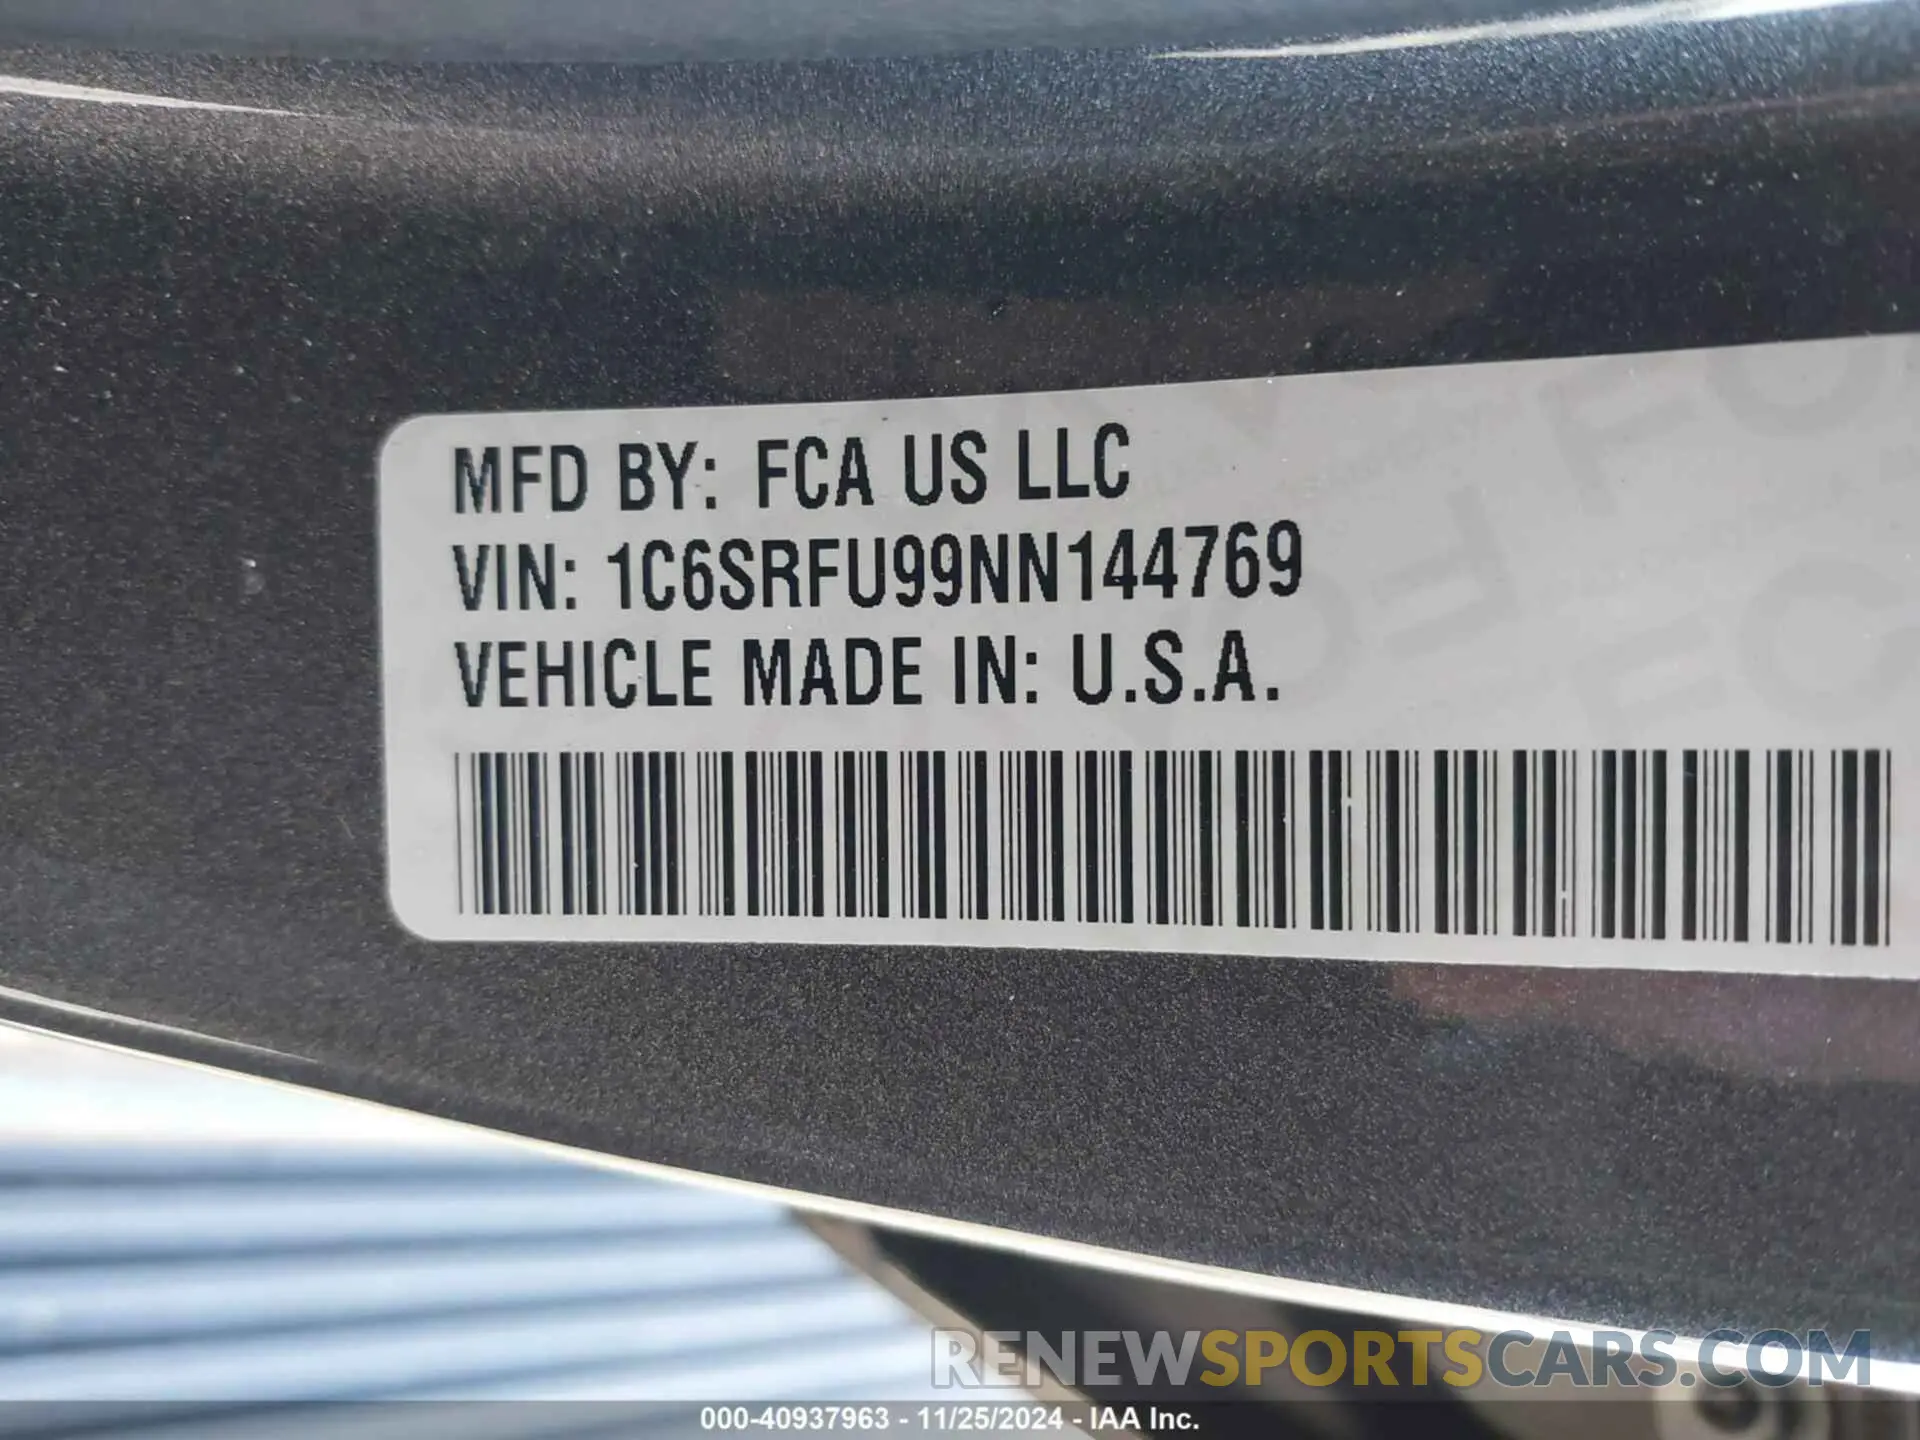 MFD BY: FCA US LLC
VIN: 1C6SRFU99NN144769
VEHICLE MADE IN: U.S.A.
RENEWSPORTSCARS.COM
000-40937963 - 11/25/2024 - IAA Inc.